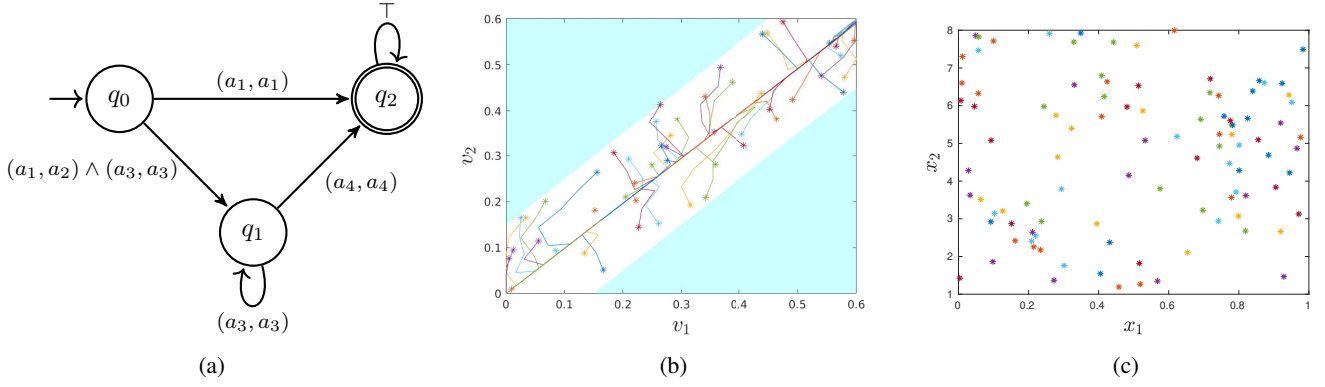 ⊤
q₀
(a₁, a₁)
q₂
(a₁, a₂) ∧ (a₃, a₃)
(a₄, a₄)
q₁
(a₃, a₃)
(a)
0.6
0.5
0.4
0.3
0.2
0.1
0
v₂
0 0.1 0.2 0.3 0.4 0.5 0.6
v₁
(b)
8
7
6
5
4
3
2
1
x₂
0 0.2 0.4 0.6 0.8 1
x₁
(c)